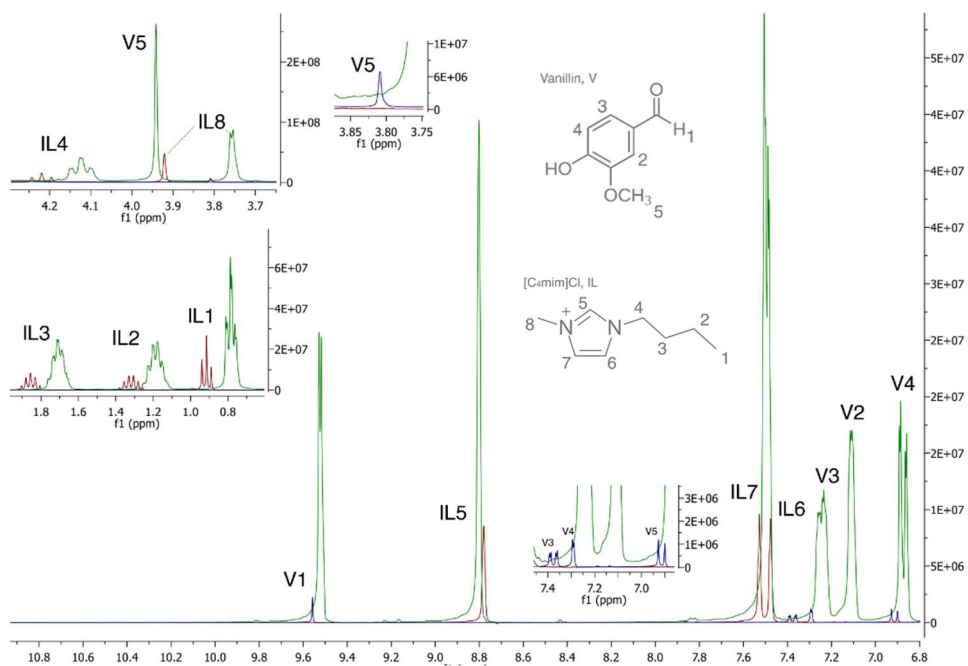 V5
2E+08
1E+08
0
IL8
IL4
4.2 4.1 4.0 3.9 3.8 3.7
f1 (ppm)
V5
1E+07
6E+06
3E+06
0
3.85 3.80 3.75
f1 (ppm)
Vanillin, V
O
3
4
H
1
2
HO
OCH3
5
[C4mim]Cl, IL
4
5
2
8
N
+
N
3
1
7
6
6E+07
4E+07
2E+07
0
IL3
IL2
IL1
1.8 1.6 1.4 1.2 1.0 0.8
f1 (ppm)
5E+07
4E+07
4E+07
3E+07
2E+07
2E+07
2E+07
1E+07
5E+06
0
V4
V2
V3
IL7
IL6
IL5
V1
3E+06
2E+06
1E+06
0
V3
V4
V5
7.4 7.2 7.0
f1 (ppm)
10.8 10.6 10.4 10.2 10.0 9.8 9.6 9.4 9.2 9.0 8.8 8.6 8.4 8.2 8.0 7.8 7.6 7.4 7.2 7.0 6.8